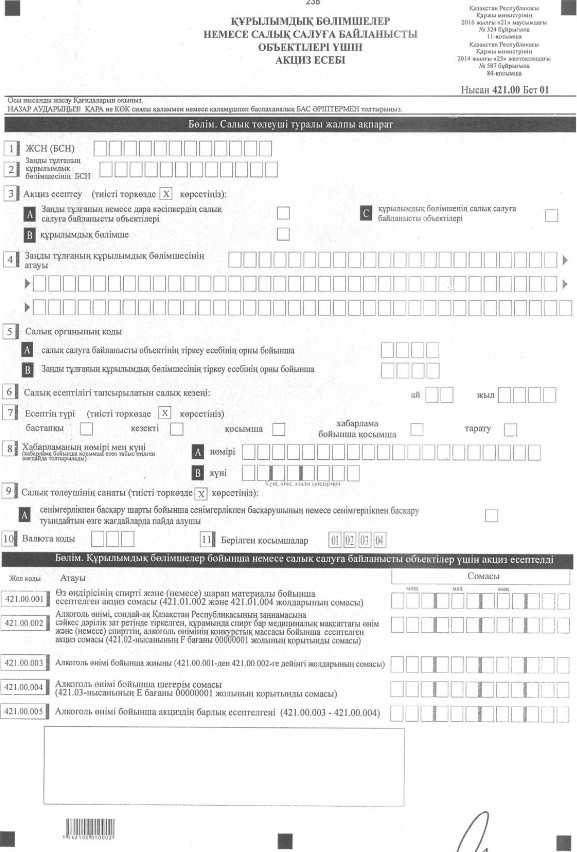 238
ҚҰРЫЛЫМДЫҚ БӨЛІМШЕЛЕР
НЕМЕСЕ САЛЫҚ САЛУҒА БАЙЛАНЫСТЫ
ОБЪЕКТІЛЕРІ ҮШІН
АКЦИЗ ЕСЕБІ
Қазақстан Республикасы
Қаржы министрінің
2016 жылғы «21» маусымдағы
№ 324 бұйрығына
11-қосымша
Қазақстан Республикасы
Қаржы министрінің
2014 жылғы «25» желтоқсандағы
№ 587 бұйрығына
84-қосымша
Нысан 421.00 Бет 01
Осы нысанды жасау Қағидаларын оқыңыз.
НАЗАР АУДАРЫҢЫЗ! ҚАРА не КӨК сиялы қаламмен немесе қаламұшпен баспаханалық БАС ӘРІПТЕРМЕН толтырыңыз.
Бөлім. Салық төлеуші туралы жалпы ақпарат
1 ЖСН (БСН)
2 Заңды тұлғаның
құрылымдық
бөлімшесінің БСН
3 Акциз есептеу (тиісті торкөзде X көрсетіңіз):
A Заңды тұлғаның немесе дара кәсіпкердің салық
салуға байланысты объектілері
C құрылымдық бөлімшенің салық салуға
байланысты объектілері
B құрылымдық бөлімше
4 Заңды тұлғаның құрылымдық бөлімшесінің
атауы
5 Салық органының коды
A салық салуға байланысты объектінің тіркеу есебінің орны бойынша
B Заңды тұлғаның құрылымдық бөлімшесінің тіркеу есебінің орны бойынша
6 Салық есептілігі тапсырылатын салық кезеңі: ай жыл
7 Есептің түрі (тиісті торкөзде X көрсетіңіз)
бастапқы кезекті қосымша хабарлама
бойынша қосымша тарату
8 Хабарламаның нөмірі мен күні
(хабарлама бойынша қосымша есеп табыс етілген
жағдайда толтырылады)
A нөмірі
B күні
күні, айы, жылы сандармен
9 Салық төлеушінің санаты (тиісті торкөзде X көрсетіңіз):
A сенімгерлікпен басқару шарты бойынша сенімгерлікпен басқарушының немесе сенімгерлікпен басқару
туындайтын өзге жағдайларда пайда алушы
10 Валюта коды 11 Берілген қосымшалар 01 02 03 04
Бөлім. Құрылымдық бөлімшелер бойынша немесе салық салуға байланысты объектілер үшін акциз есептелді
Жол коды Атауы Сомасы
млрд. млн. мың.
421.00.001 Өз өндірісінің спирті және (немесе) шарап материалы бойынша
есептелген акциз сомасы (421.01.002 және 421.01.004 жолдарының сомасы)
421.00.002 Алкоголь өнімі, сондай-ақ Қазақстан Республикасының заңнамасына
сәйкес дәрілік зат ретінде тіркелген, құрамында спирт бар медициналық мақсаттағы өнім
және (немесе) спирттің, алкоголь өнімінің конкурстық массасы бойынша есептелген
акциз сомасы (421.02-нысанының F бағаны 00000001 жолының қорытынды сомасы)
421.00.003 Алкоголь өнімі бойынша жиыны (421.00.001-ден 421.00.002-ге дейінгі жолдарының сомасы)
421.00.004 Алкоголь өнімі бойынша шегерім сомасы
(421.03-нысанының E бағаны 00000001 жолының қорытынды сомасы)
421.00.005 Алкоголь өнімі бойынша акциздің барлық есептелгені (421.00.003 - 421.00.004)